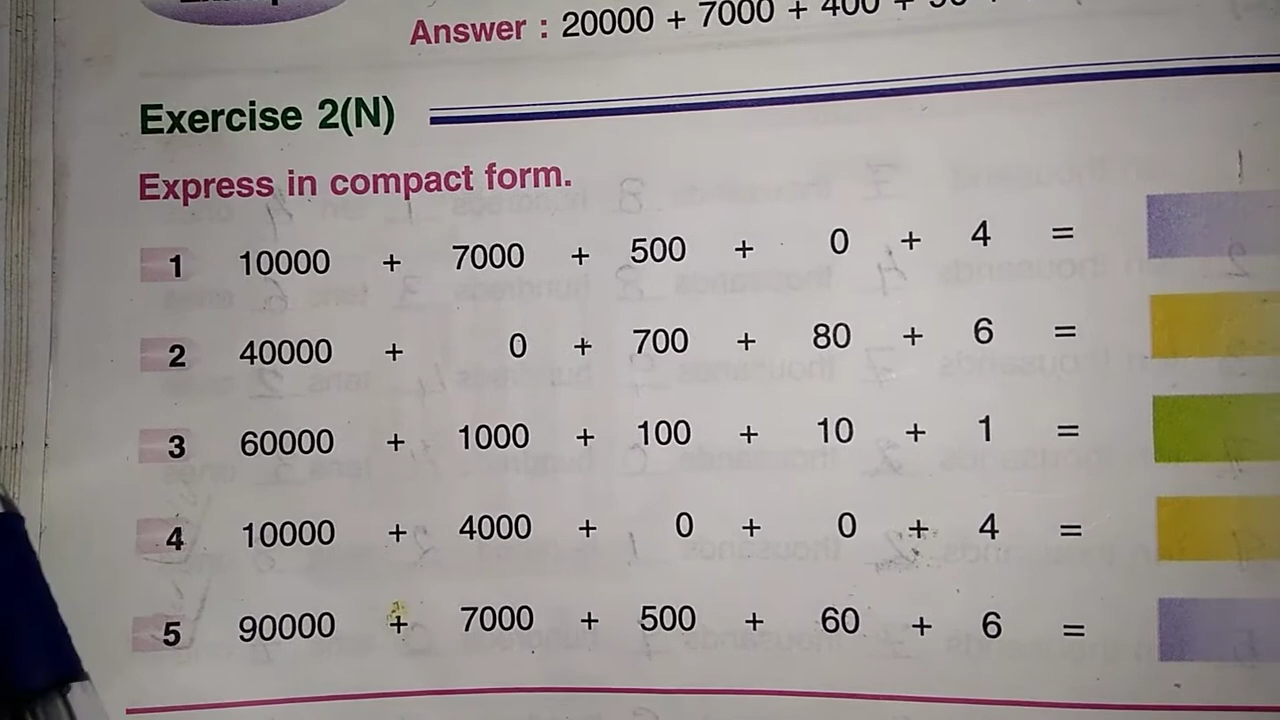 Answer : 20000 + 7000 + 400 +
Exercise 2(N)
Express in compact form.
1 10000 + 7000 + 500 + 0 + 4 =
2 40000 + 0 + 700 + 80 + 6 =
3 60000 + 1000 + 100 + 10 + 1 =
4 10000 + 4000 + 0 + 0 + 4 =
5 90000 + 7000 + 500 + 60 + 6 =